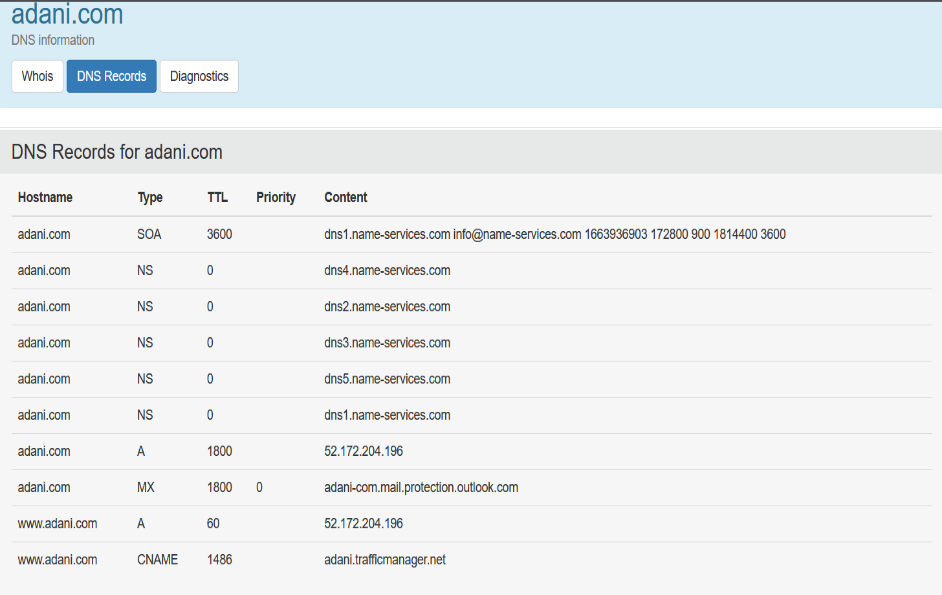 adani.com
DNS information
Whois DNS Records Diagnostics
DNS Records for adani.com
Hostname Type TTL Priority Content
adani.com SOA 3600 dns1.name-services.com info@name-services.com 1663936903 172800 900 1814400 3600
adani.com NS 0 dns4.name-services.com
adani.com NS 0 dns2.name-services.com
adani.com NS 0 dns3.name-services.com
adani.com NS 0 dns5.name-services.com
adani.com NS 0 dns1.name-services.com
adani.com A 1800 52.172.204.196
adani.com MX 1800 0 adani-com.mail.protection.outlook.com
www.adani.com A 60 52.172.204.196
www.adani.com CNAME 1486 adani.trafficmanager.net